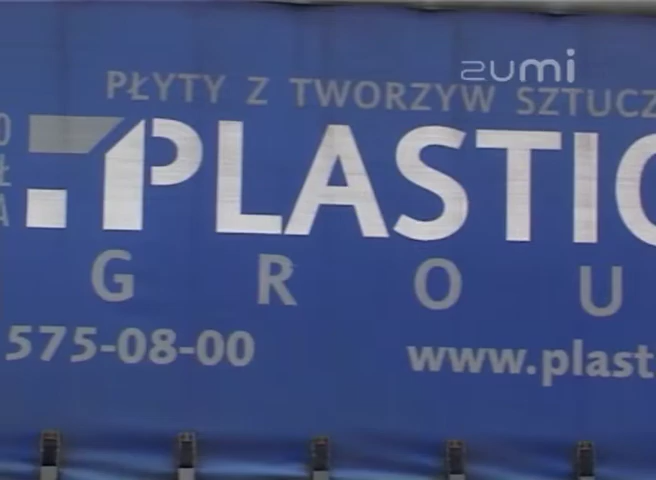 zumi
PŁYTY Z TWORZYW SZTUCZ
PLASTIC
G R O U
575-08-00
www.plast